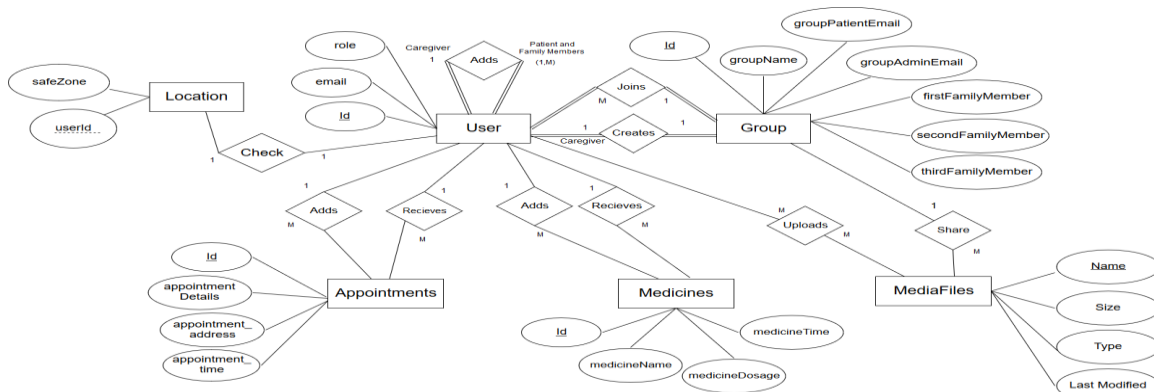 groupPatientEmail
Id
role
Caregiver
1
Adds
Patient and
Family Members
(1,M)
groupName
groupAdminEmail
safeZone
Location
email
Joins
M
1
firstFamilyMember
userId
Id
User
1
Creates
1
Caregiver
Group
secondFamilyMember
1
Check
1
thirdFamilyMember
1
Adds
M
1
Recieves
M
1
Adds
M
1
Recieves
M
M
Uploads
M
1
Share
M
Id
appointment
Details
Appointments
Medicines
MediaFiles
Name
Size
appointment_
address
Id
medicineTime
Type
appointment_
time
medicineName
medicineDosage
Last Modified